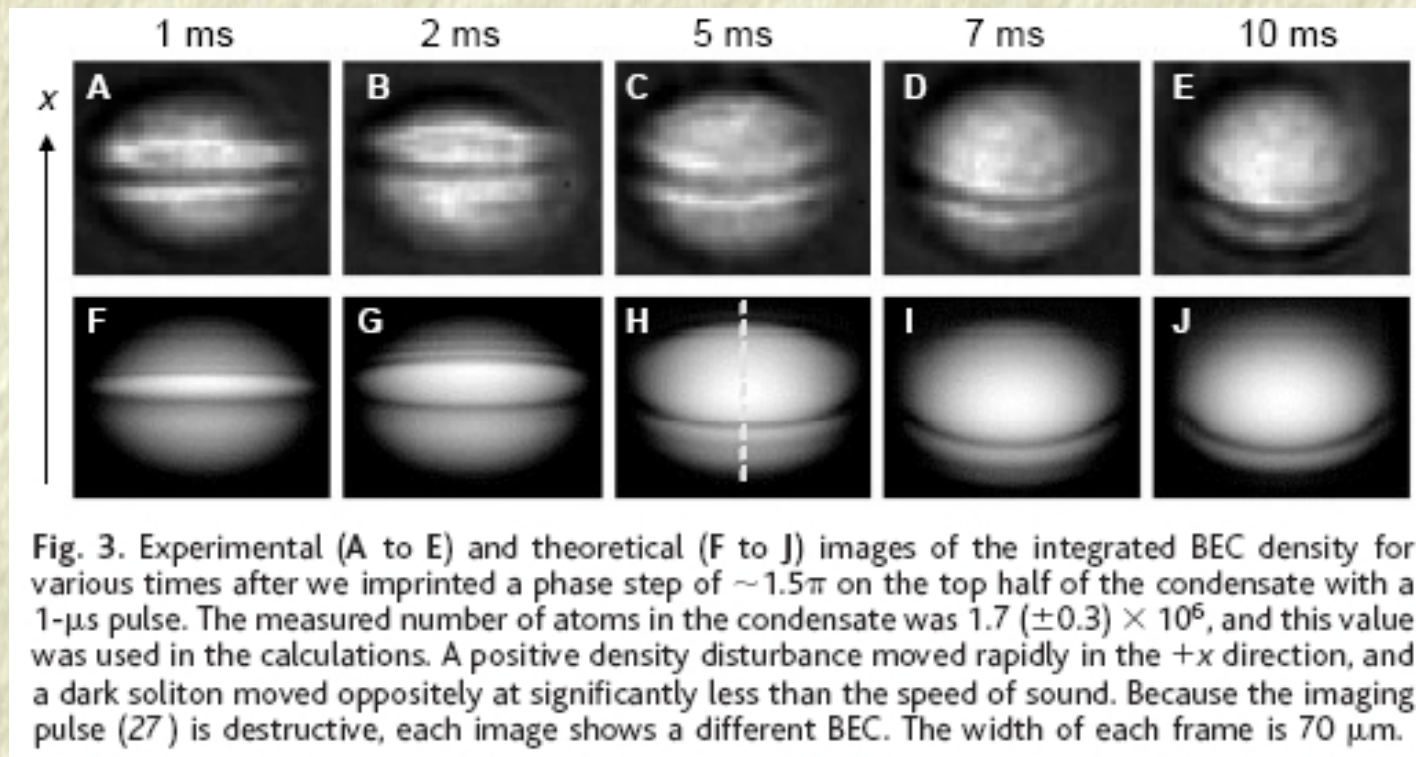 1 ms 2 ms 5 ms 7 ms 10 ms
x
A B C D E
F G H I J
Fig. 3. Experimental (A to E) and theoretical (F to J) images of the integrated BEC density for
various times after we imprinted a phase step of ~1.5π on the top half of the condensate with a
1-μs pulse. The measured number of atoms in the condensate was 1.7 (±0.3) × 10⁶, and this value
was used in the calculations. A positive density disturbance moved rapidly in the +x direction, and
a dark soliton moved oppositely at significantly less than the speed of sound. Because the imaging
pulse (27) is destructive, each image shows a different BEC. The width of each frame is 70 μm.